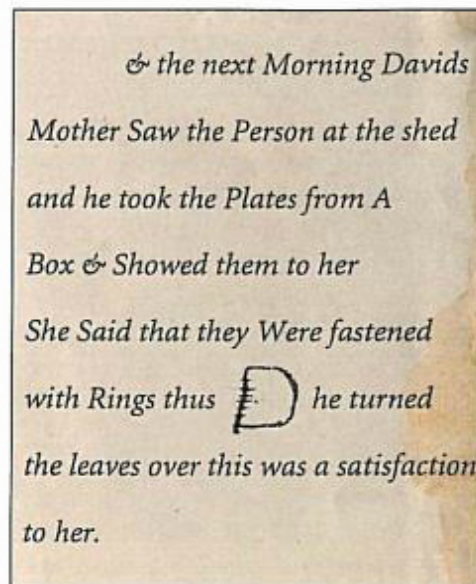 & the next Morning Davids
Mother Saw the Person at the shed
and he took the Plates from A
Box & Showed them to her
She Said that they Were fastened
with Rings thus D he turned
the leaves over this was a satisfaction
to her.